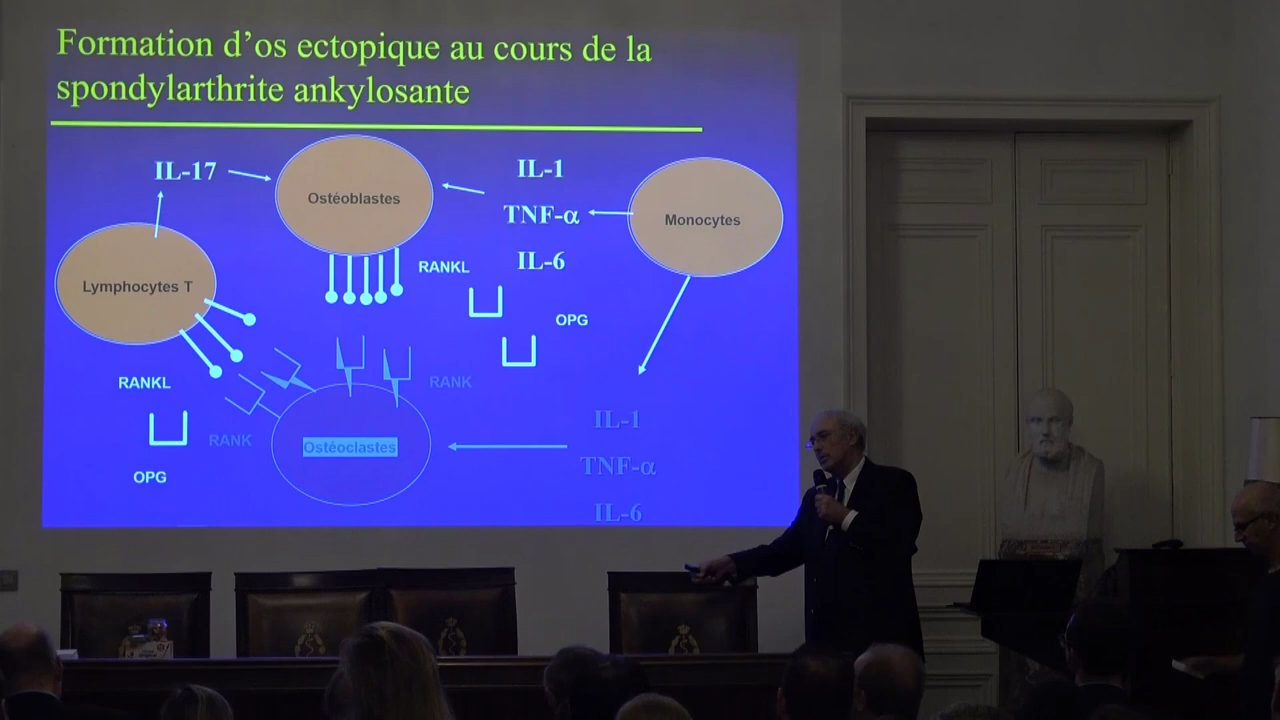 Formation d’os ectopique au cours de la
spondylarthrite ankylosante
IL-17
Ostéoblastes
IL-1
TNF-α
IL-6
Monocytes
Lymphocytes T
RANKL
OPG
RANKL
RANK
RANK
OPG
Ostéoclastes
IL-1
TNF-α
IL-6